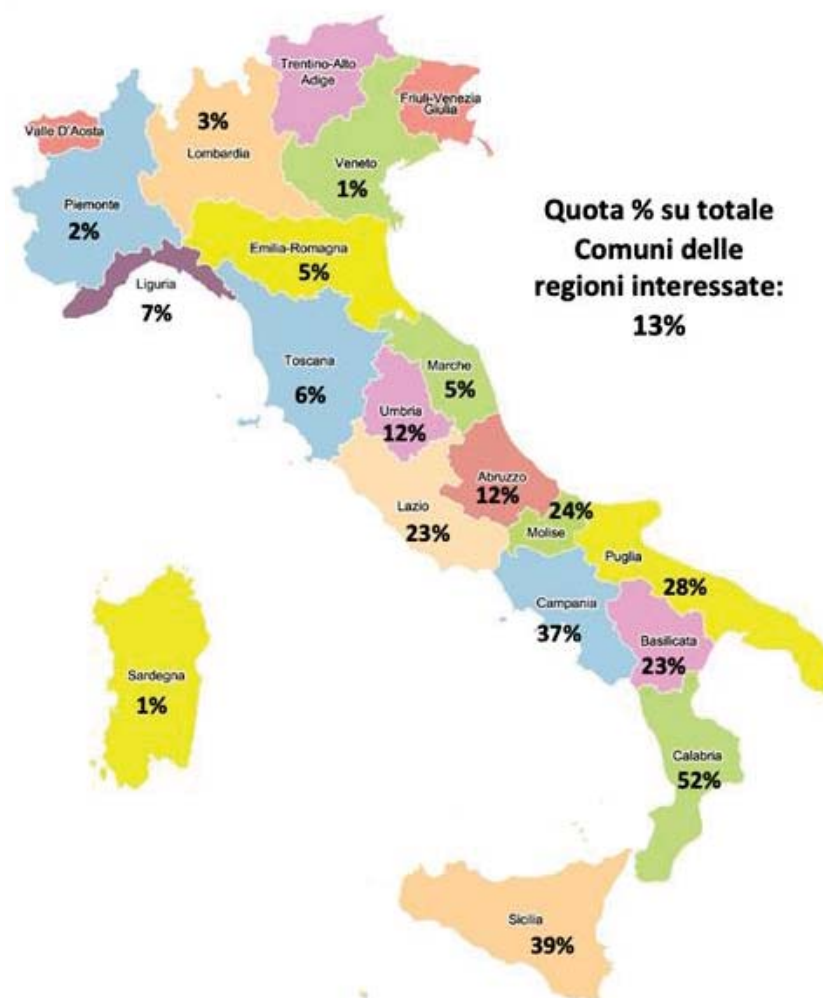 Trentino-Alto
Adige
Friuli-Venezia
Giulia
Valle D'Aosta
3%
Lombardia
Veneto
1%
Piemonte
2%
Quota % su totale
Comuni delle
regioni interessate:
13%
Emilia-Romagna
5%
Liguria
7%
Toscana
6%
Marche
5%
Umbria
12%
Abruzzo
12%
Lazio
23%
24%
Molise
Puglia
28%
Campania
37%
Basilicata
23%
Sardegna
1%
Calabria
52%
Sicilia
39%